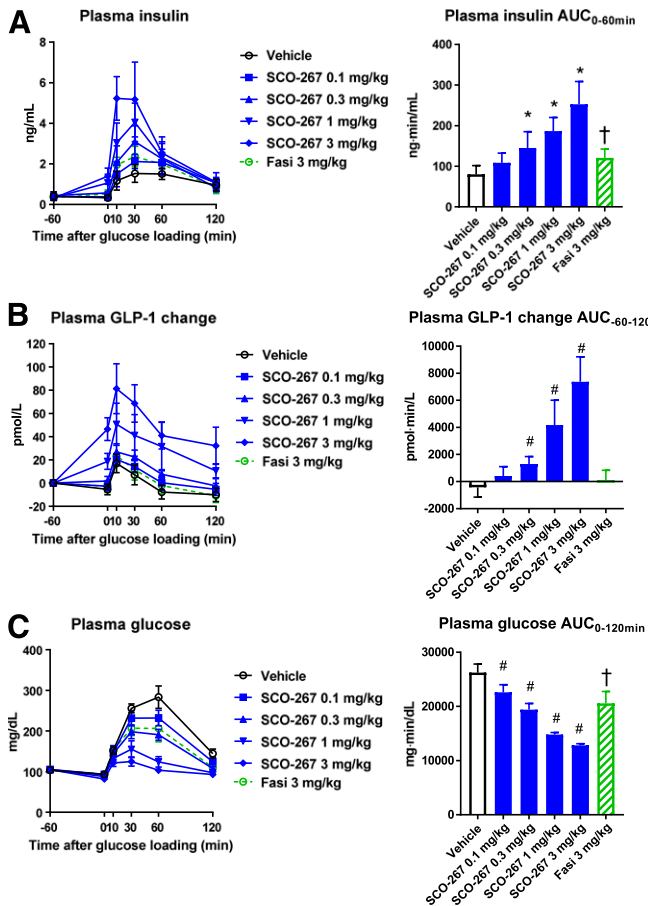 A
Plasma insulin
ng/mL
10
8
6
4
2
0
-60
0
10
30
60
120
Time after glucose loading (min)
Vehicle
SCO-267 0.1 mg/kg
SCO-267 0.3 mg/kg
SCO-267 1 mg/kg
SCO-267 3 mg/kg
Fasi 3 mg/kg
Plasma insulin AUC0-60min
ng·min/mL
400
300
200
100
0
*
*
*
†
Vehicle
SCO-267 0.1 mg/kg
SCO-267 0.3 mg/kg
SCO-267 1 mg/kg
SCO-267 3 mg/kg
Fasi 3 mg/kg
B
Plasma GLP-1 change
pmol/L
120
100
80
60
40
20
0
-20
-60
0
10
30
60
120
Time after glucose loading (min)
Vehicle
SCO-267 0.1 mg/kg
SCO-267 0.3 mg/kg
SCO-267 1 mg/kg
SCO-267 3 mg/kg
Fasi 3 mg/kg
Plasma GLP-1 change AUC-60-120
pmol·min/L
10000
8000
6000
4000
2000
0
-2000
#
#
#
Vehicle
SCO-267 0.1 mg/kg
SCO-267 0.3 mg/kg
SCO-267 1 mg/kg
SCO-267 3 mg/kg
Fasi 3 mg/kg
C
Plasma glucose
mg/dL
400
300
200
100
0
-60
0
10
30
60
120
Time after glucose loading (min)
Vehicle
SCO-267 0.1 mg/kg
SCO-267 0.3 mg/kg
SCO-267 1 mg/kg
SCO-267 3 mg/kg
Fasi 3 mg/kg
Plasma glucose AUC0-120min
mg·min/dL
30000
20000
10000
0
#
#
#
#
†
Vehicle
SCO-267 0.1 mg/kg
SCO-267 0.3 mg/kg
SCO-267 1 mg/kg
SCO-267 3 mg/kg
Fasi 3 mg/kg